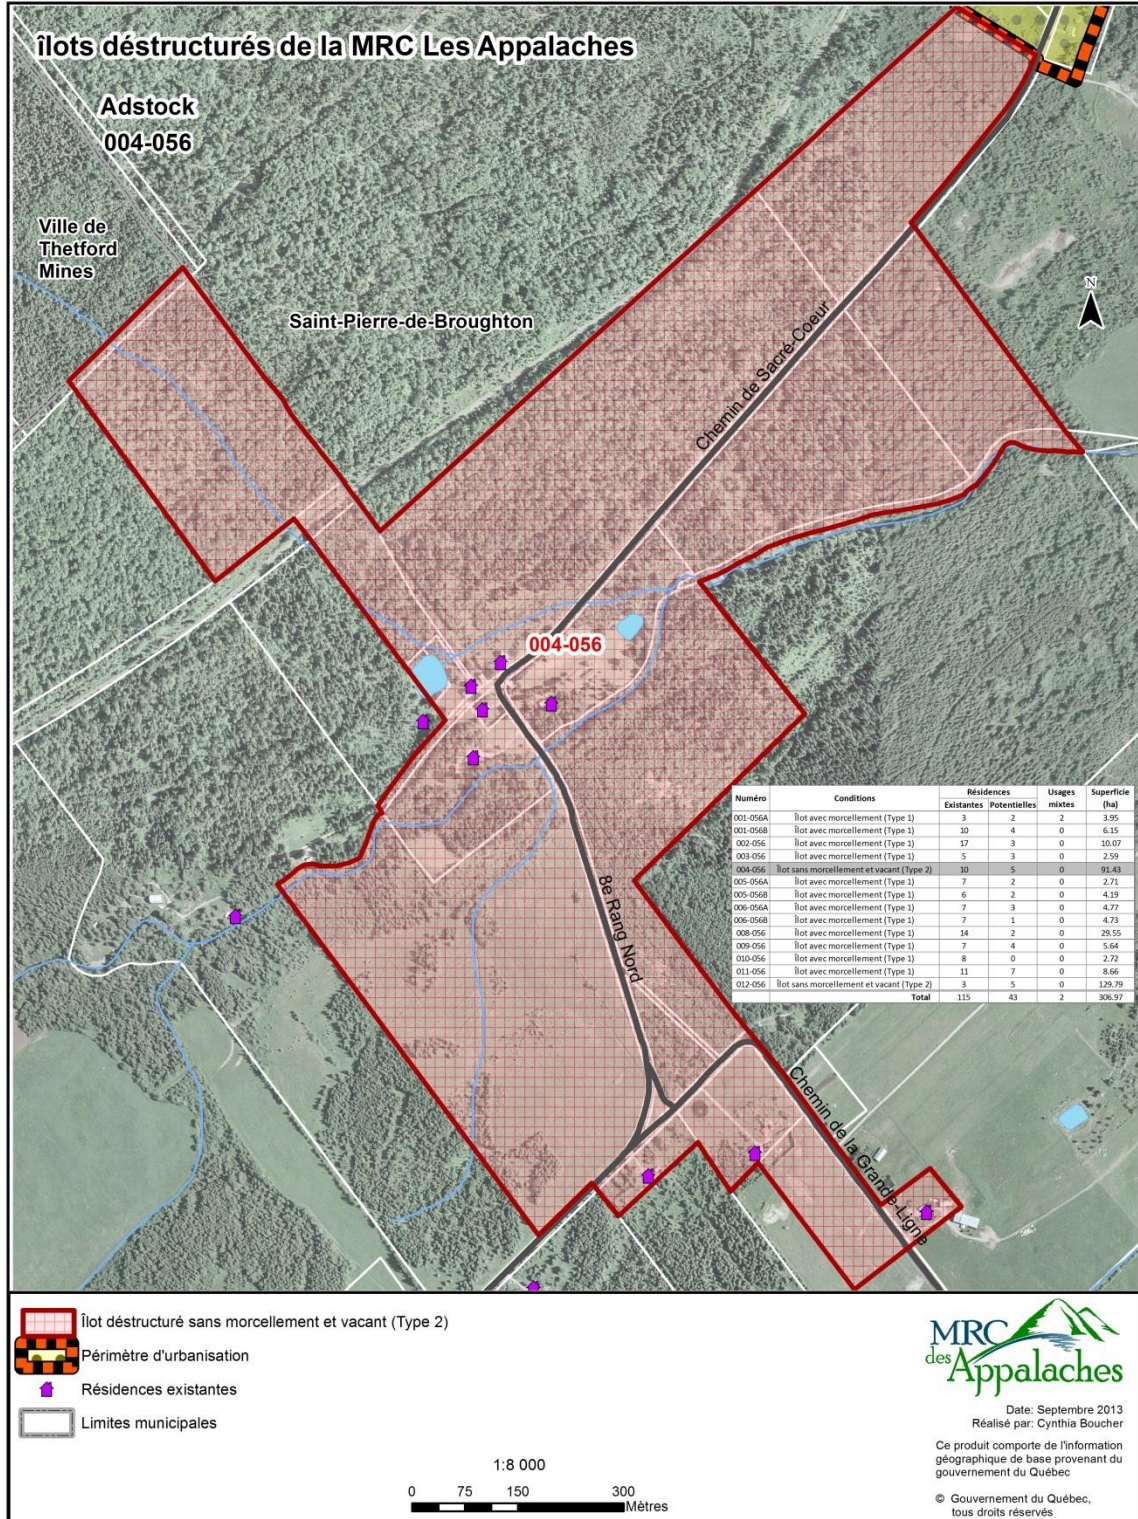 îlots déstructurés de la MRC Les Appalaches
Adstock
004-056
Ville de
Thetford
Mines
Saint-Pierre-de-Broughton
N
Chemin de Sacré-Coeur
004-056
8e Rang Nord
Chemin de la Grande-Ligne
Numéro Conditions Résidences Usages mixtes Superficie (ha)
Existantes Potentielles
001-056A Îlot avec morcellement (Type 1) 3 2 2 3.95
001-056B Îlot avec morcellement (Type 1) 10 4 0 6.15
002-056 Îlot avec morcellement (Type 1) 17 3 0 10.07
003-056 Îlot avec morcellement (Type 1) 5 3 0 2.59
004-056 Îlot sans morcellement et vacant (Type 2) 10 5 0 91.43
005-056A Îlot avec morcellement (Type 1) 7 2 0 2.71
005-056B Îlot avec morcellement (Type 1) 6 2 0 4.19
006-056A Îlot avec morcellement (Type 1) 7 3 0 4.77
006-056B Îlot avec morcellement (Type 1) 7 1 0 4.73
008-056 Îlot avec morcellement (Type 1) 14 2 0 29.55
009-056 Îlot avec morcellement (Type 1) 7 4 0 5.64
010-056 Îlot avec morcellement (Type 1) 8 0 0 2.72
011-056 Îlot avec morcellement (Type 1) 11 7 0 8.66
012-056 Îlot sans morcellement et vacant (Type 2) 3 5 0 129.79
Total 115 43 2 306.97
Îlot déstructuré sans morcellement et vacant (Type 2)
Périmètre d'urbanisation
Résidences existantes
Limites municipales
1:8 000
0 75 150 300
Mètres
MRC
des Appalaches
Date: Septembre 2013
Réalisé par: Cynthia Boucher
Ce produit comporte de l'information
géographique de base provenant du
gouvernement du Québec
© Gouvernement du Québec,
tous droits réservés